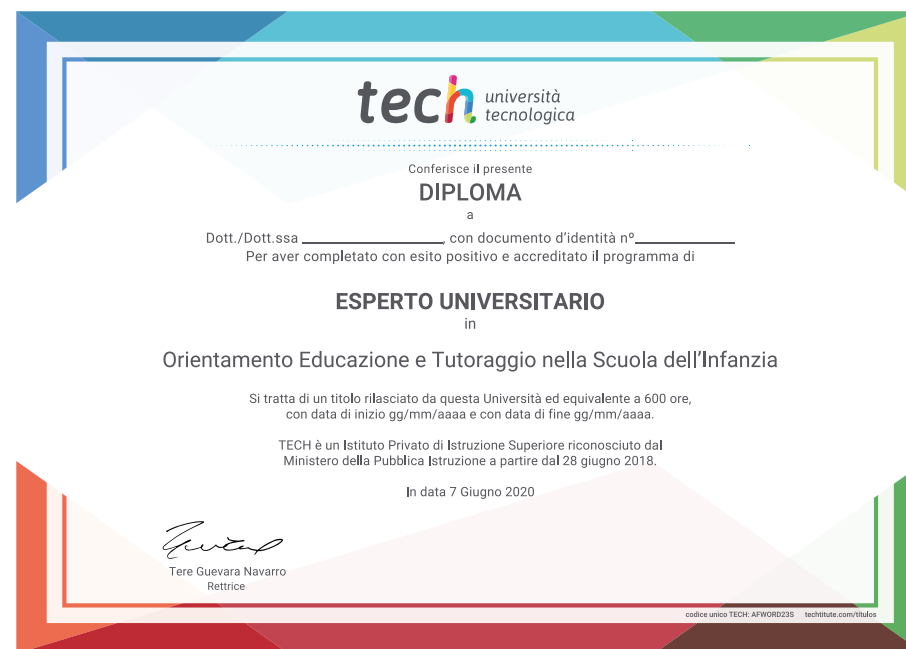 tech università
tecnologica
Conferisce il presente
DIPLOMA
a
Dott./Dott.ssa ________________, con documento d'identità nº____________
Per aver completato con esito positivo e accreditato il programma di
ESPERTO UNIVERSITARIO
in
Orientamento Educazione e Tutoraggio nella Scuola dell'Infanzia
Si tratta di un titolo rilasciato da questa Università ed equivalente a 600 ore,
con data di inizio gg/mm/aaaa e con data di fine gg/mm/aaaa.
TECH è un Istituto Privato di Istruzione Superiore riconosciuto dal
Ministero della Pubblica Istruzione a partire dal 28 giugno 2018.
In data 7 Giugno 2020
Tere Guevara Navarro
Rettrice
codice unico TECH: AFWORD23S techtitute.com/titulos